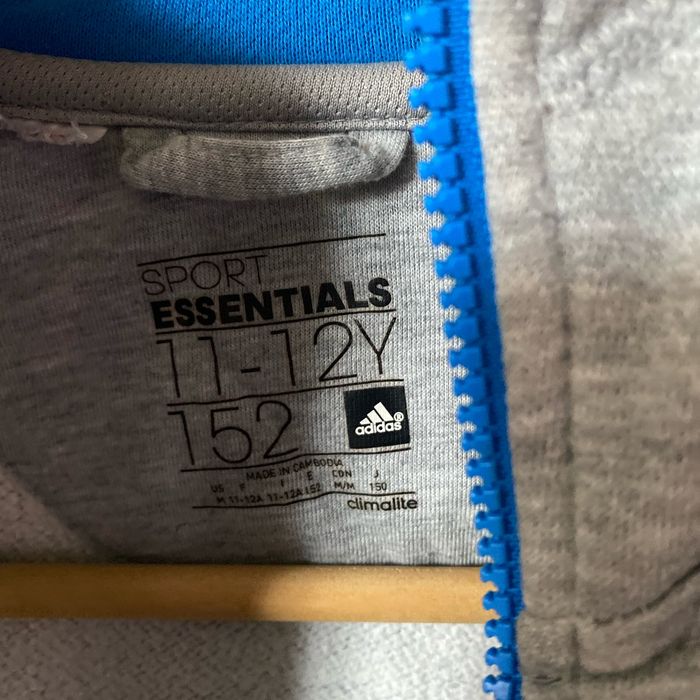 SPORT
ESSENTIALS
11-12Y
152
adidas®
MADE IN CAMBODIA
US F I E CDN J
M 11-12A 11-12A 152 M/M 150
climalite